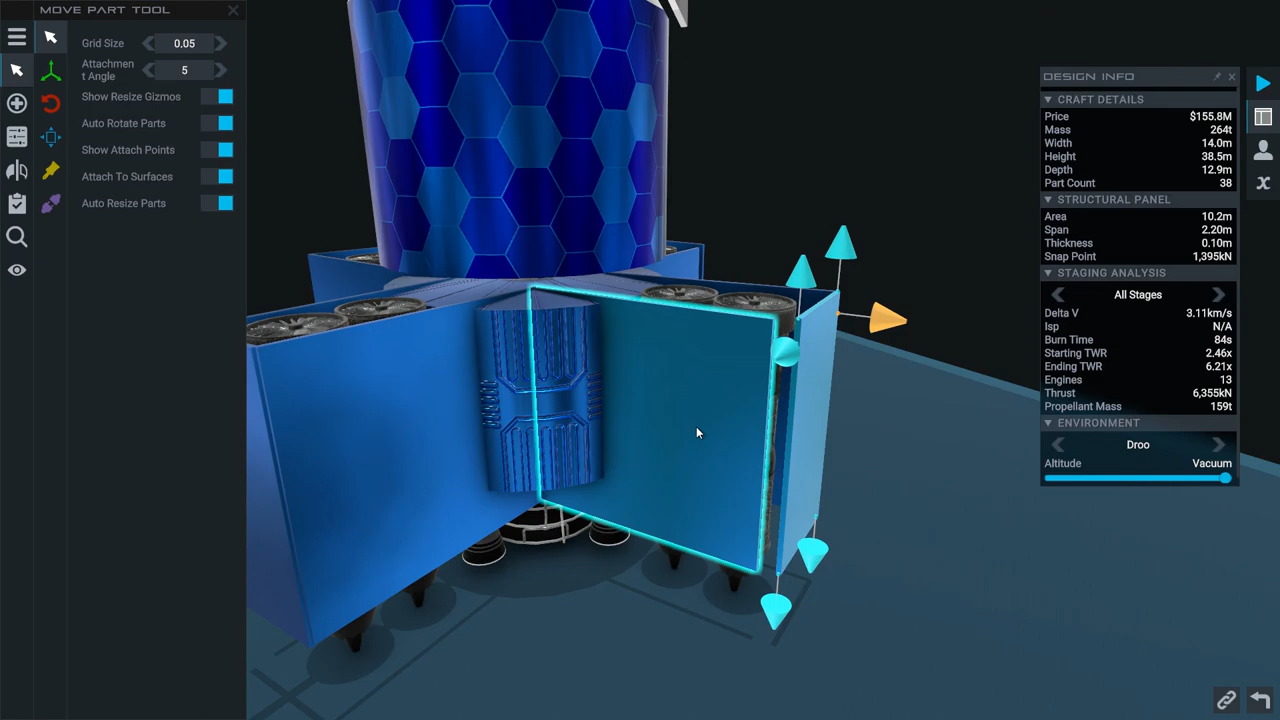 MOVE PART TOOL
Grid Size 0.05
Attachmen
t Angle 5
Show Resize Gizmos
Auto Rotate Parts
Show Attach Points
Attach To Surfaces
Auto Resize Parts
DESIGN INFO
CRAFT DETAILS
Price $155.8M
Mass 264t
Width 14.0m
Height 38.5m
Depth 12.9m
Part Count 38
STRUCTURAL PANEL
Area 10.2m
Span 2.20m
Thickness 0.10m
Snap Point 1,395kN
STAGING ANALYSIS
All Stages
Delta V 3.11km/s
Isp N/A
Burn Time 84s
Starting TWR 2.46x
Ending TWR 6.21x
Engines 13
Thrust 6,355kN
Propellant Mass 159t
ENVIRONMENT
Droo
Altitude Vacuum